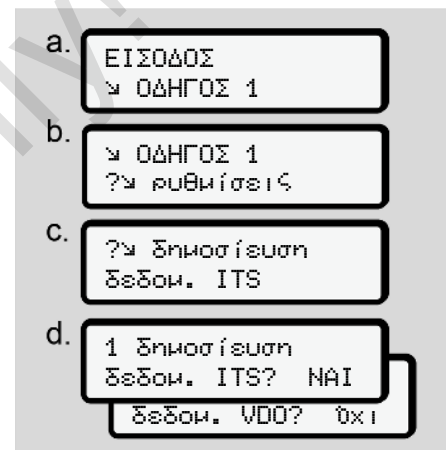 a.
ΕΙΣΟΔΟΣ
↘ ΟΔΗΓΟΣ 1
b.
↘ ΟΔΗΓΟΣ 1
?↘ ρυθμίσεις
c.
?↘ δημοσίευση
δεδομ. ITS
d.
1 δημοσίευση
δεδομ. ITS? ΝΑΙ
δεδομ. VDO? όχι